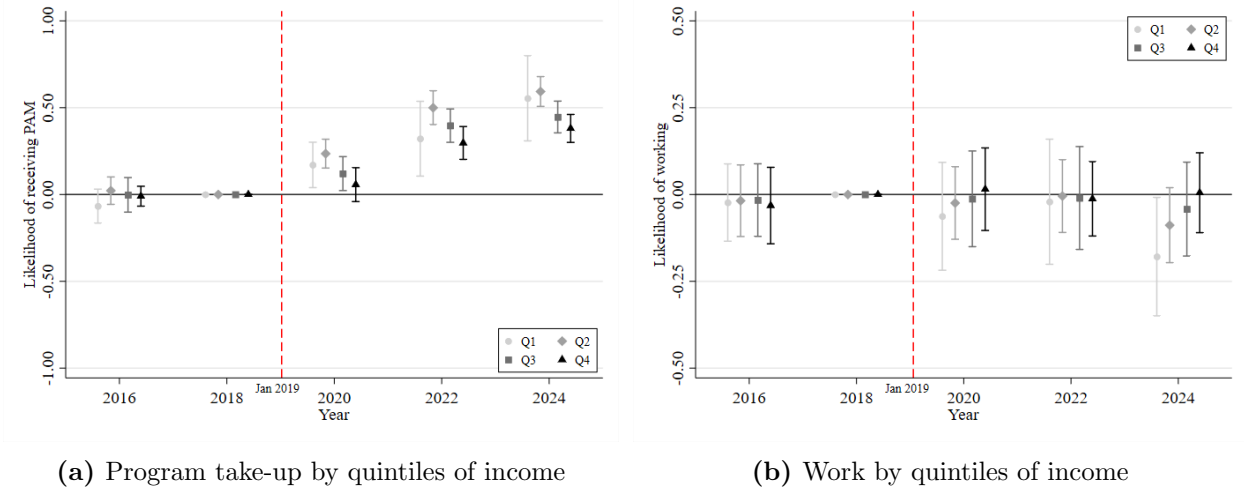 1.00
0.50
0.00
-0.50
-1.00
Likelihood of receiving PAM
Q1 Q2
Q3 Q4
2016 2018 Jan 2019 2020 2022 2024
Year
(a) Program take-up by quintiles of income
0.50
0.25
0.00
-0.25
-0.50
Likelihood of working
Q1 Q2
Q3 Q4
2016 2018 Jan 2019 2020 2022 2024
Year
(b) Work by quintiles of income